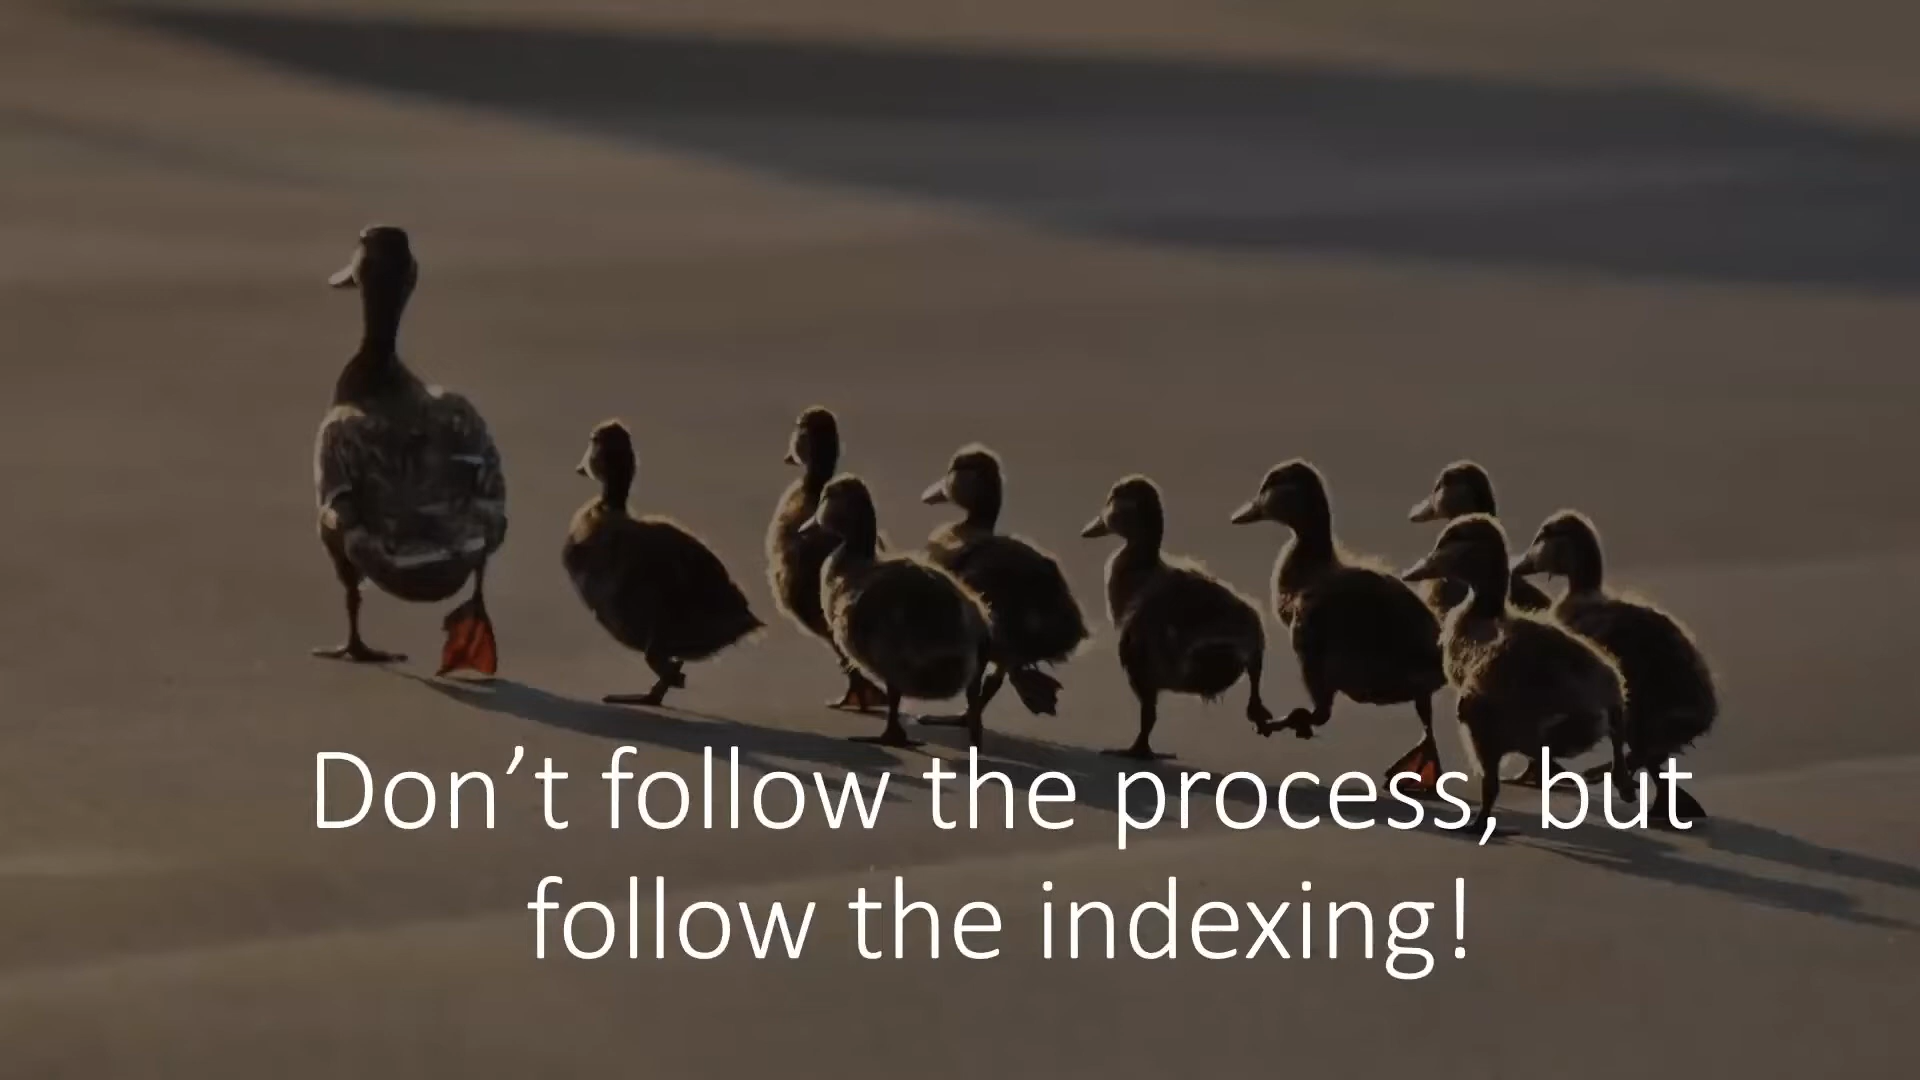 Don’t follow the process, but
follow the indexing!